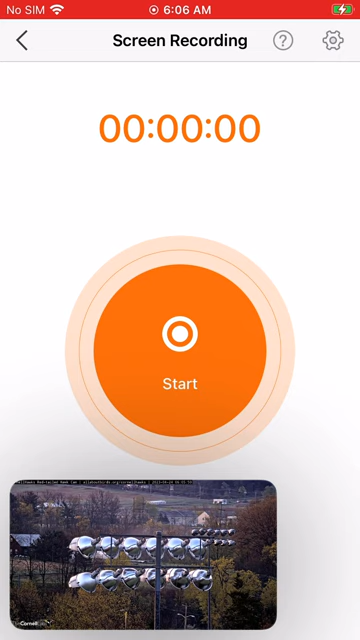 No SIM 6:06 AM
Screen Recording
00:00:00
Start
Cornell